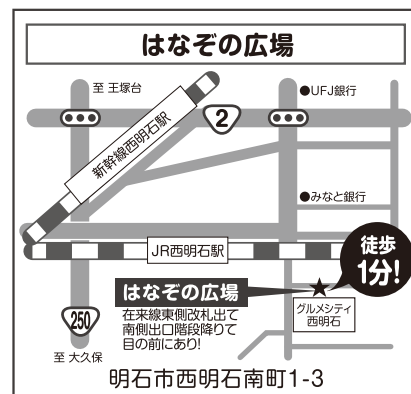 はなぞの広場
至 王塚台
●UFJ銀行
2
新幹線西明石駅
●みなと銀行
JR西明石駅
徒歩
1分!
はなぞの広場
在来線東側改札出て
南側出口階段降りて
目の前にあり!
★
グルメシティ
西明石
250
至 大久保
明石市西明石南町1-3